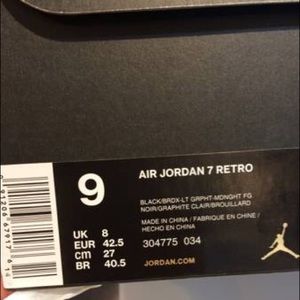 9
AIR JORDAN 7 RETRO
BLACK/BRDX-LT GRPHT-MDNGHT FG
NOIR/GRAPHITE CLAIR/BROUILLARD
MADE IN CHINA / FABRIQUE EN CHINE /
HECHO EN CHINA
UK 8
EUR 42.5
cm 27
BR 40.5
304775 034
JORDAN.COM